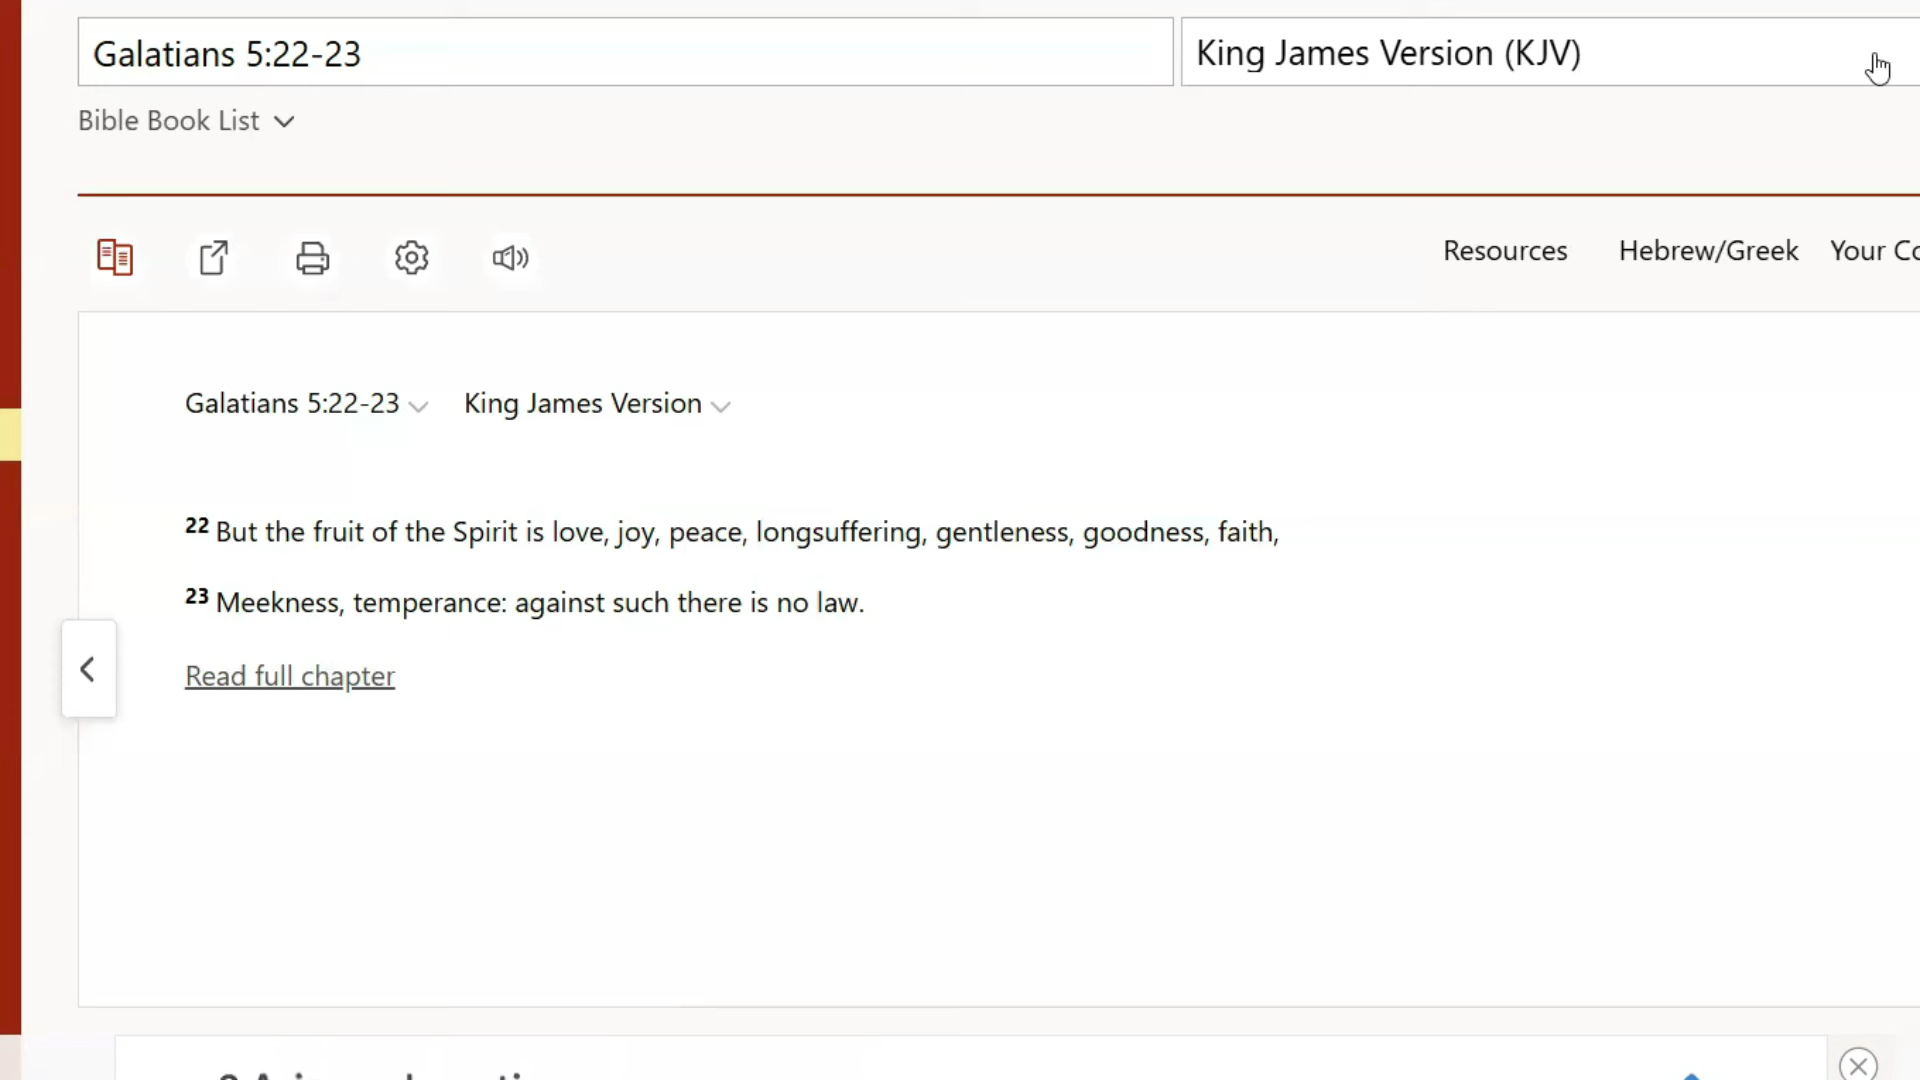 Galatians 5:22-23
King James Version (KJV)
Bible Book List
Resources
Hebrew/Greek
Your
Galatians 5:22-23
King James Version
22 But the fruit of the Spirit is love, joy, peace, longsuffering, gentleness, goodness, faith,
23 Meekness, temperance: against such there is no law.
Read full chapter